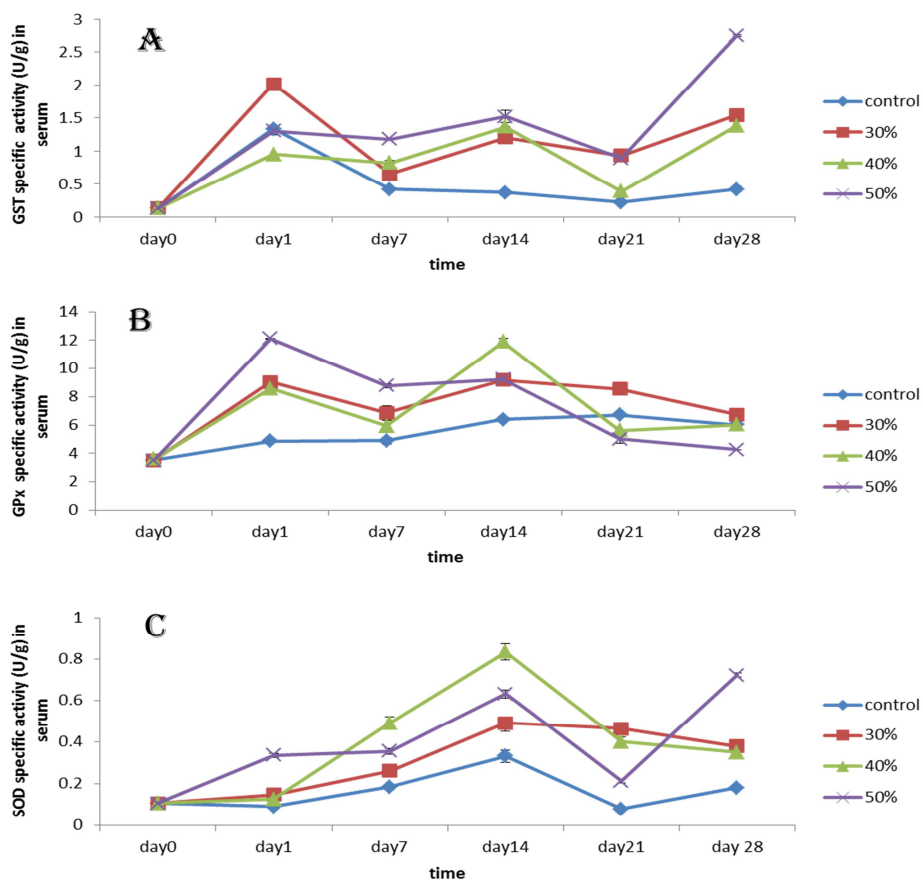 A
GST specific activity (U/g) in
serum
3
2.5
2
1.5
1
0.5
0
day0 day1 day7 day14 day21 day28
time
control
30%
40%
50%
B
GPx specific activity (U/g) in
serum
14
12
10
8
6
4
2
0
day0 day1 day7 day14 day21 day28
time
control
30%
40%
50%
C
SOD specific activiy (U/g) in
serum
1
0.8
0.6
0.4
0.2
0
day0 day1 day7 day14 day21 day 28
time
control
30%
40%
50%